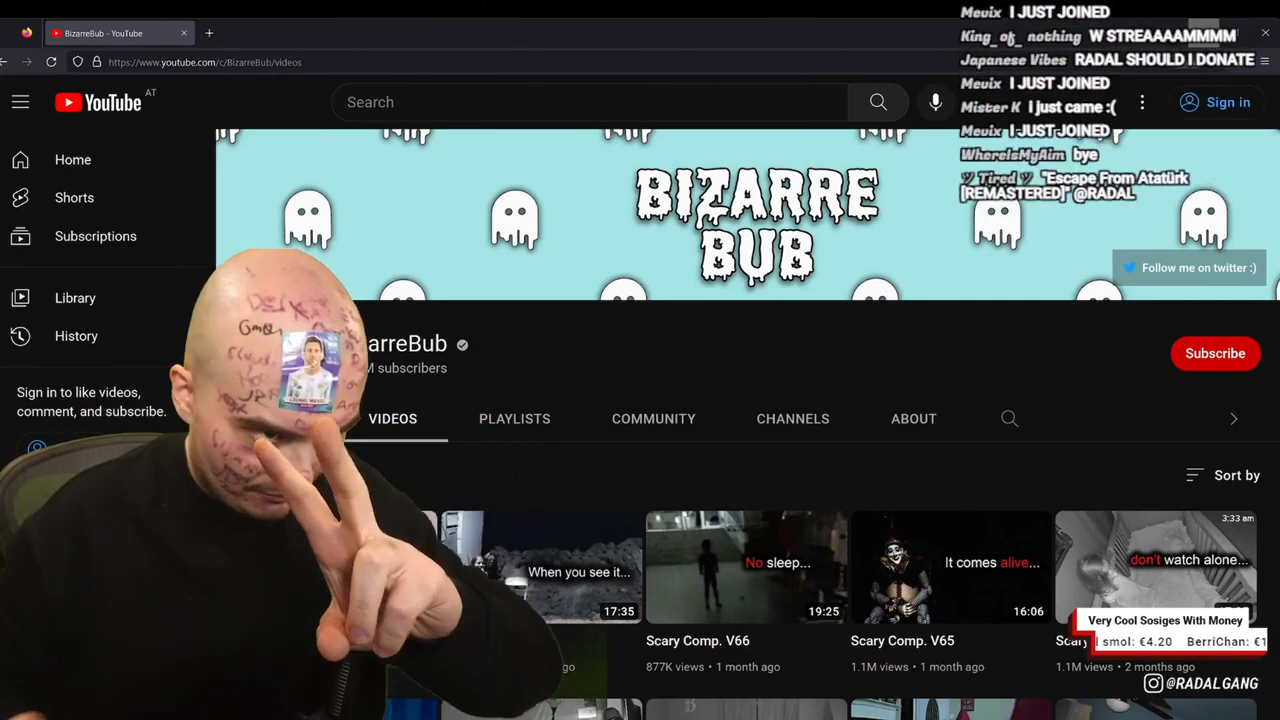 BizarreBub - YouTube
https://www.youtube.com/c/BizarreBub/videos
Mevix I JUST JOINED
King_of_nothing W STREAAAAMMMM
Japanese Vibes RADAL SHOULD I DONATE
Mevix I JUST JOINED
Mister K i just came :(
Mevix I JUST JOINED
WhereIsMyAim bye
ツ Tired ツ "Escape From Atatürk
[REMASTERED]" @RADAL
YouTube AT
Search
Sign in
Home
Shorts
Subscriptions
Library
History
Sign in to like videos,
comment, and subscribe.
BIZARRE
BUB
Follow me on twitter :)
arreBub
M subscribers
Subscribe
VIDEOS
PLAYLISTS
COMMUNITY
CHANNELS
ABOUT
Sort by
When you see it...
17:35
No sleep...
19:25
It comes alive...
16:06
3:33 am
don't watch alone...
Scary Comp. V66
877K views • 1 month ago
Scary Comp. V65
1.1M views • 1 month ago
Scary
1.1M views • 2 months ago
ago
Very Cool Sosiges With Money
smol: €4.20 BerriChan: €1
@RADALGANG